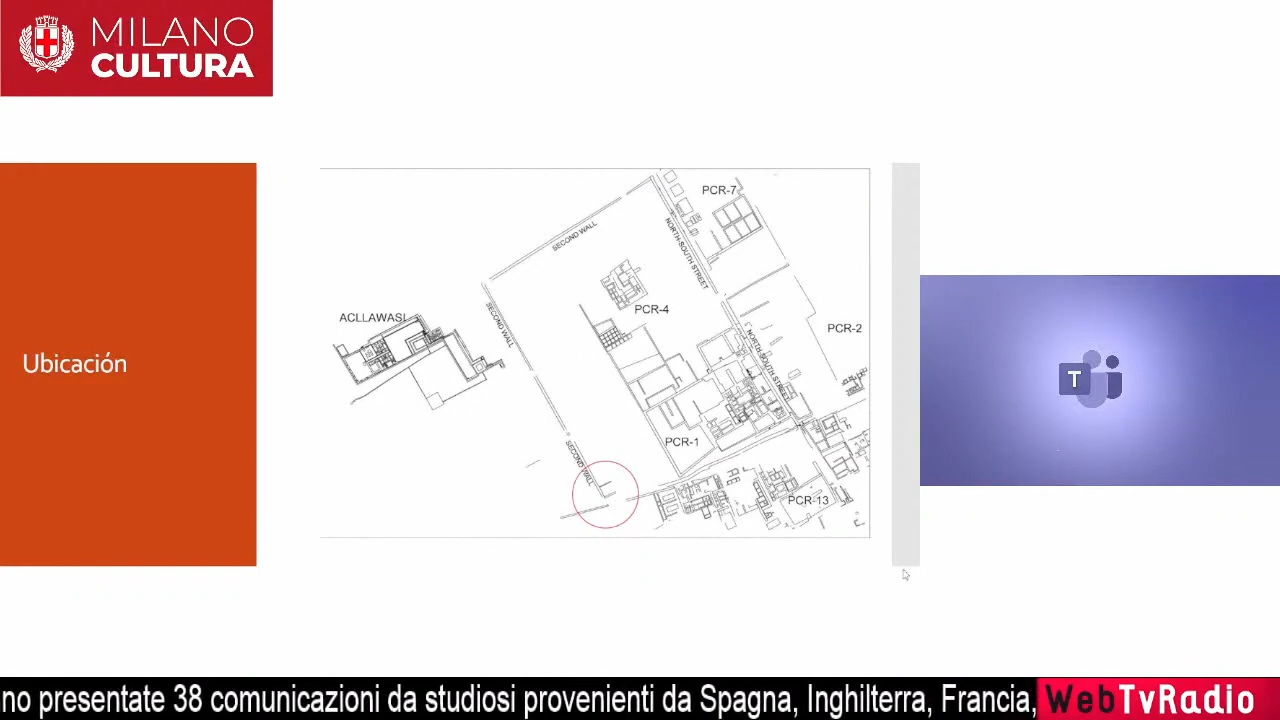 MILANO
CULTURA
Ubicación
PCR-7
SECOND WALL
NORTH-SOUTH STREET
PCR-4
ACLLAWASI
SECOND WALL
PCR-2
NORTH-SOUTH STREET
PCR-1
SECOND WALL
PCR-13
T
no presentate 38 comunicazioni da studiosi provenienti da Spagna, Inghilterra, Francia,
WebTvRadio